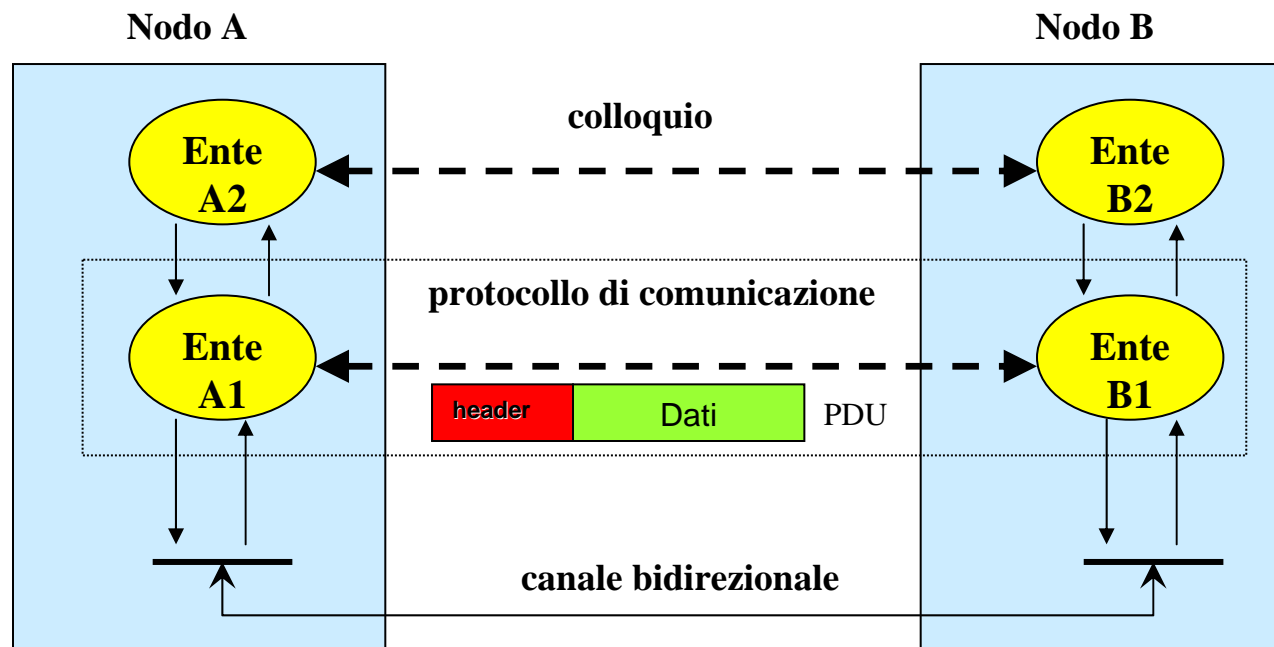 Nodo A
Nodo B
colloquio
Ente
A2
Ente
B2
protocollo di comunicazione
Ente
A1
Ente
B1
header
Dati
PDU
canale bidirezionale